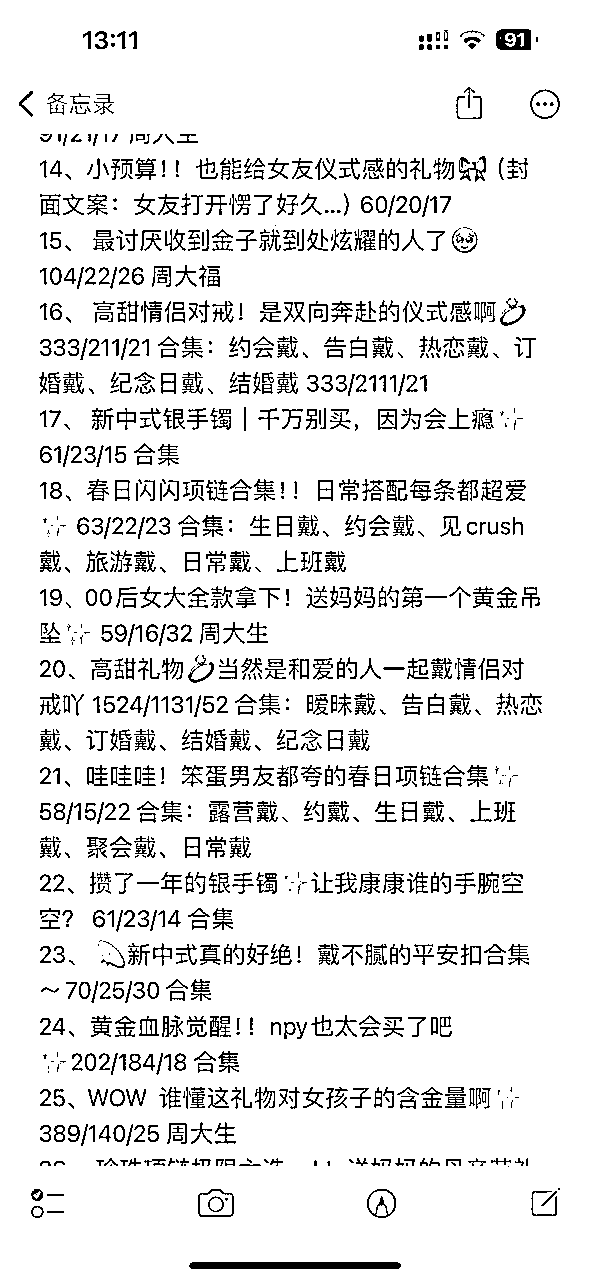 13:11
91
备忘录
91/21/17 周大生
14、小预算！！也能给女友仪式感的礼物🎀（封
面文案：女友打开愣了好久...）60/20/17
15、 最讨厌收到金子就到处炫耀的人了🥹
104/22/26 周大福
16、 高甜情侣对戒！是双向奔赴的仪式感啊💍
333/211/21 合集：约会戴、告白戴、热恋戴、订
婚戴、纪念日戴、结婚戴 333/2111/21
17、 新中式银手镯｜千万别买，因为会上瘾✨
61/23/15 合集
18、春日闪闪项链合集！！日常搭配每条都超爱
✨ 63/22/23 合集：生日戴、约会戴、见crush
戴、旅游戴、日常戴、上班戴
19、00后女大全款拿下！送妈妈的第一个黄金吊
坠✨ 59/16/32 周大生
20、高甜礼物💍当然是和爱的人一起戴情侣对
戒吖 1524/1131/52 合集：暧昧戴、告白戴、热恋
戴、订婚戴、结婚戴、纪念日戴
21、哇哇哇！笨蛋男友都夸的春日项链合集✨
58/15/22 合集：露营戴、约戴、生日戴、上班
戴、聚会戴、日常戴
22、攒了一年的银手镯✨让我康康谁的手腕空
空？ 61/23/14 合集
23、 💫新中式真的好绝！戴不腻的平安扣合集
～70/25/30 合集
24、黄金血脉觉醒！！npy也太会买了吧
✨202/184/18 合集
25、WOW 谁懂这礼物对女孩子的含金量啊✨
389/140/25 周大生